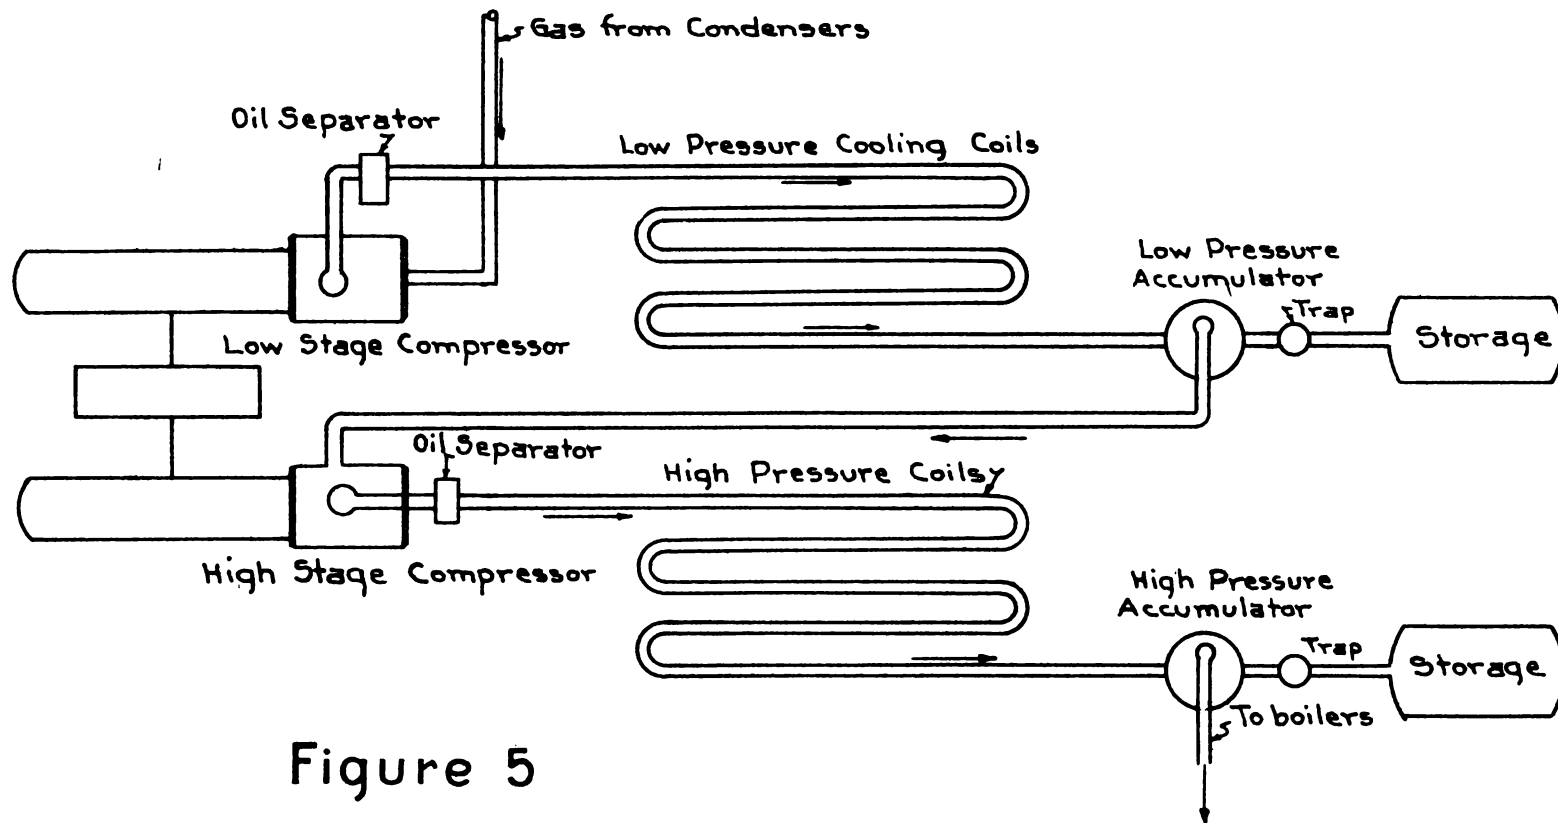 Gas from Condensers
Oil Separator
Low Pressure Cooling Coils
Low Pressure
Accumulator
Trap
Storage
Low Stage Compressor
Oil Separator
High Pressure Coils
High Stage Compressor
High Pressure
Accumulator
Trap
Storage
To boilers
Figure 5